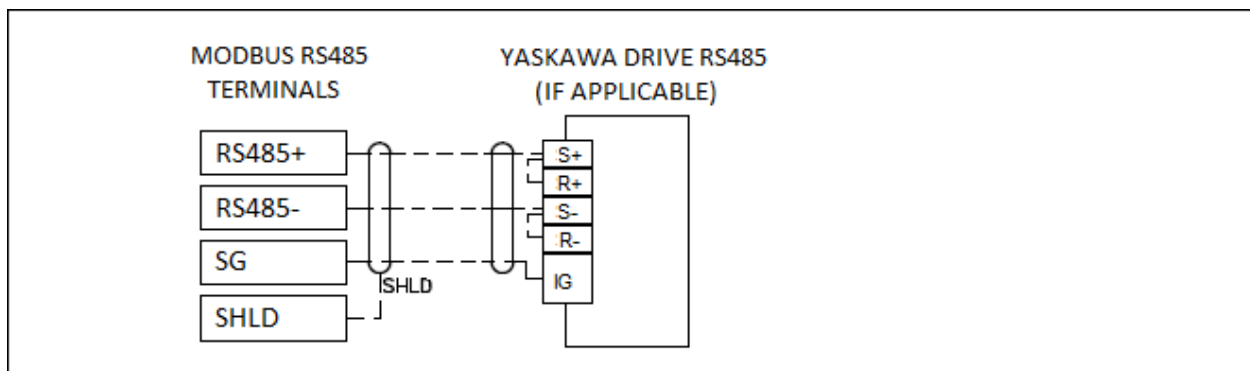 MODBUS RS485
TERMINALS
YASKAWA DRIVE RS485
(IF APPLICABLE)
RS485+
RS485-
SG
SHLD
SHLD
S+
R+
S-
R-
IG